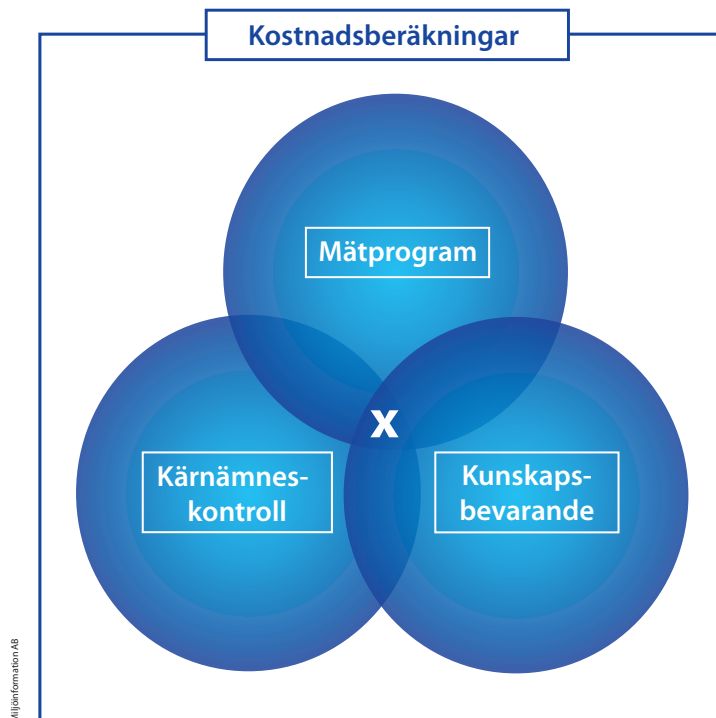 Kostnadsberäkningar
Mätprogram
X
Kärnämnes-
kontroll
Kunskaps-
bevarande
Miljöinformation AB